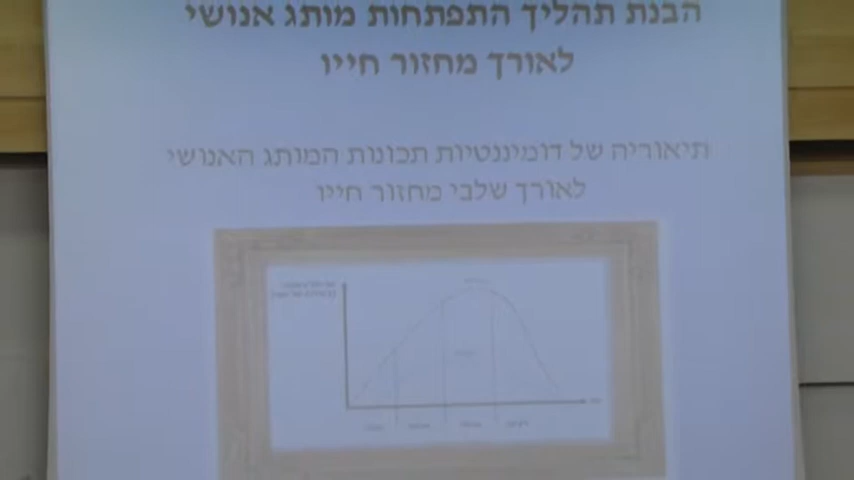 הבנת תהליך התפתחות מותג אנושי
לאורך מחזור חייו
תיאוריה של דומיננטיות תכונות המותג האנושי
לאורך שלבי מחזור חייו